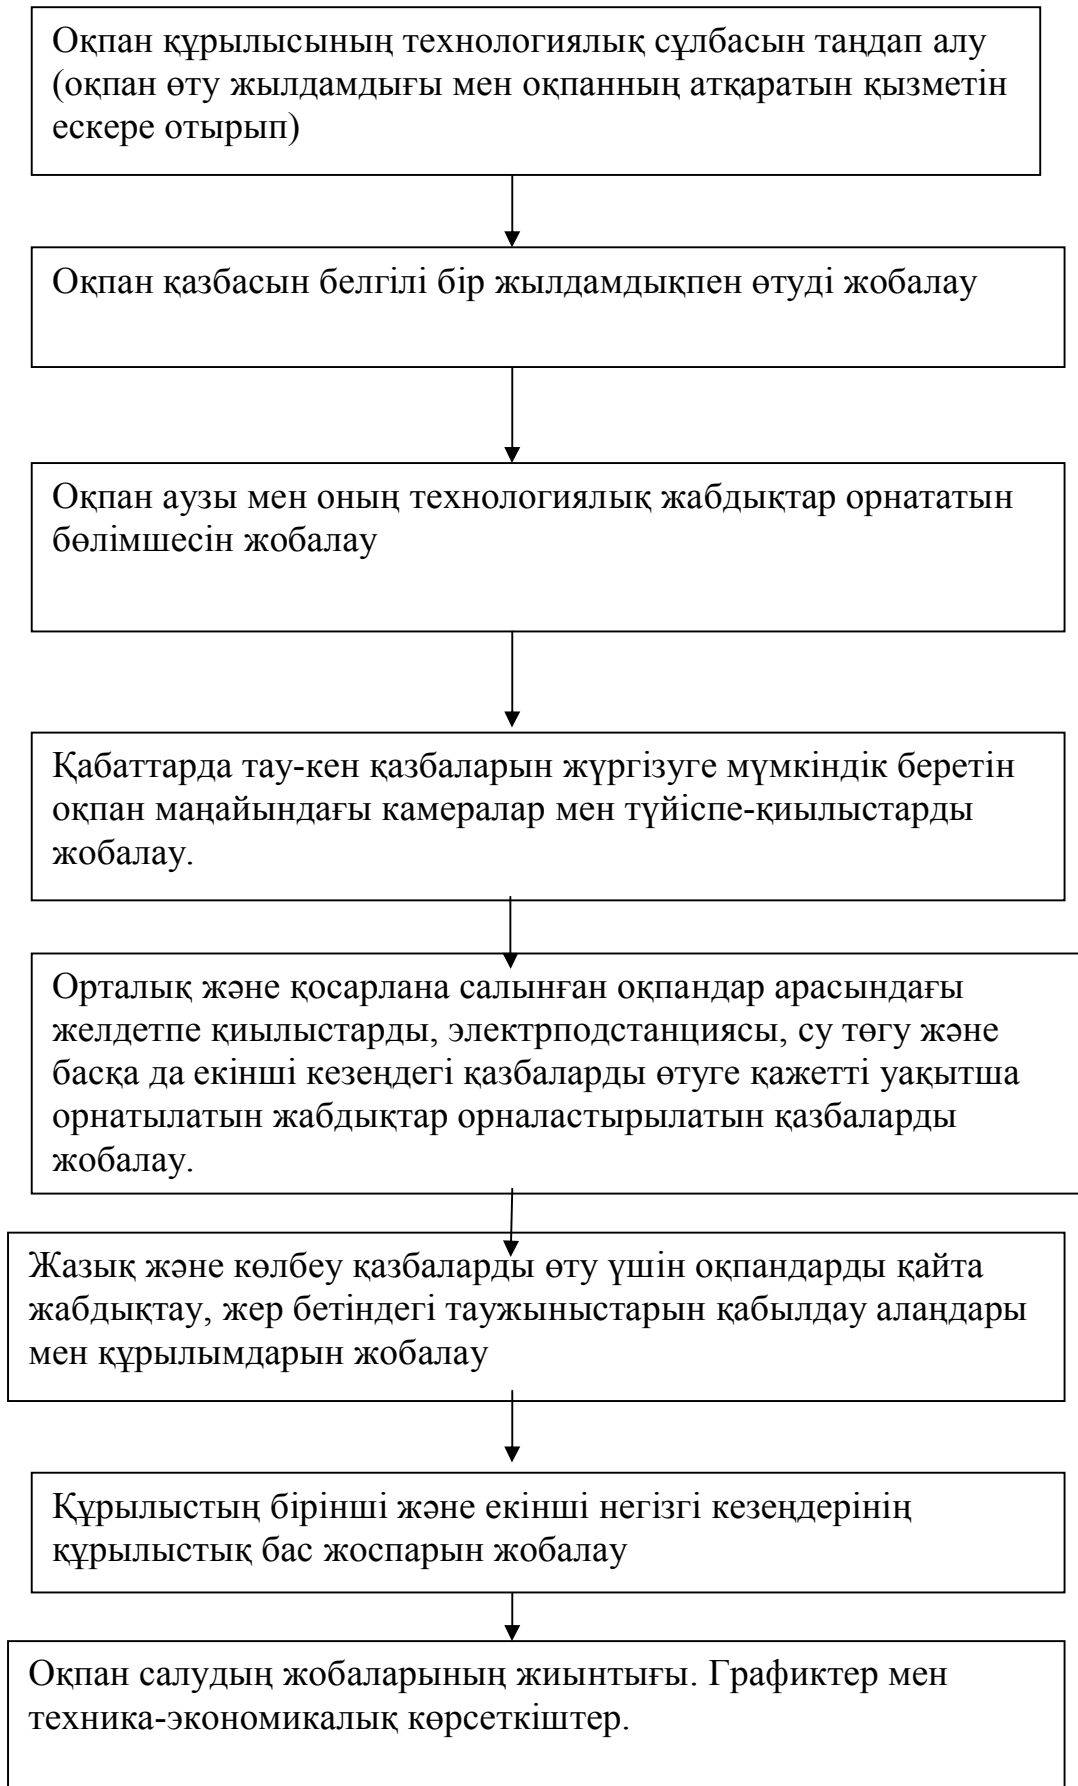 Оқпан құрылысының технологиялық сұлбасын таңдап алу
(оқпан өту жылдамдығы мен оқпанның атқаратын қызметін
ескере отырып)
Оқпан қазбасын белгілі бір жылдамдықпен өтуді жобалау
Оқпан аузы мен оның технологиялық жабдықтар орнататын
бөлімшесін жобалау
Қабаттарда тау-кен қазбаларын жүргізуге мүмкіндік беретін
оқпан маңайындағы камералар мен түйіспе-қиылыстарды
жобалау.
Орталық және қосарлана салынған оқпандар арасындағы
желдетпе қиылыстарды, электрподстанциясы, су төгу және
басқа да екінші кезеңдегі қазбаларды өтуге қажетті уақытша
орнатылатын жабдықтар орналастырылатын қазбаларды
жобалау.
Жазық және көлбеу қазбаларды өту үшін оқпандарды қайта
жабдықтау, жер бетіндегі таужыныстарын қабылдау алаңдары
мен құрылымдарын жобалау
Құрылыстың бірінші және екінші негізгі кезеңдерінің
құрылыстық бас жоспарын жобалау
Оқпан салудың жобаларының жиынтығы. Графиктер мен
техника-экономикалық көрсеткіштер.